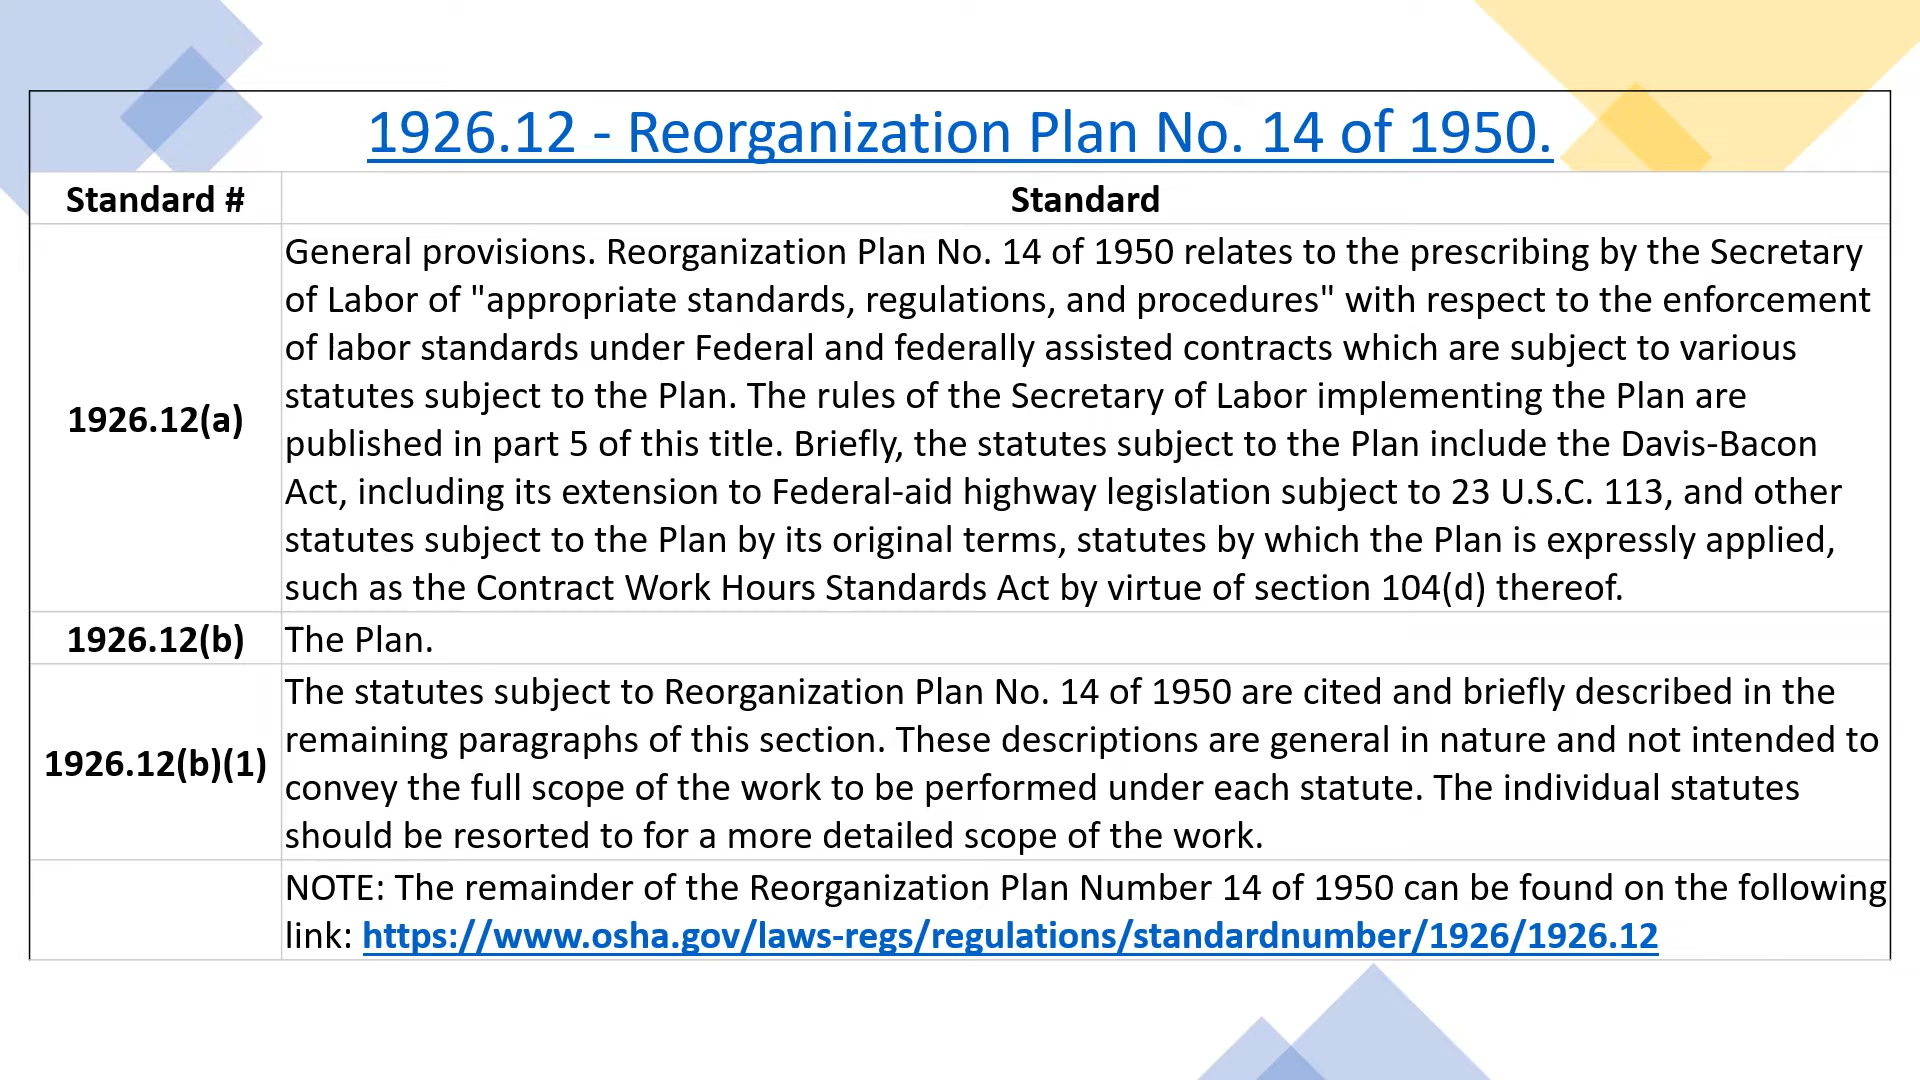 1926.12 - Reorganization Plan No. 14 of 1950.
Standard #
Standard
1926.12(a)
General provisions. Reorganization Plan No. 14 of 1950 relates to the prescribing by the Secretary
of Labor of "appropriate standards, regulations, and procedures" with respect to the enforcement
of labor standards under Federal and federally assisted contracts which are subject to various
statutes subject to the Plan. The rules of the Secretary of Labor implementing the Plan are
published in part 5 of this title. Briefly, the statutes subject to the Plan include the Davis-Bacon
Act, including its extension to Federal-aid highway legislation subject to 23 U.S.C. 113, and other
statutes subject to the Plan by its original terms, statutes by which the Plan is expressly applied,
such as the Contract Work Hours Standards Act by virtue of section 104(d) thereof.
1926.12(b)
The Plan.
1926.12(b)(1)
The statutes subject to Reorganization Plan No. 14 of 1950 are cited and briefly described in the
remaining paragraphs of this section. These descriptions are general in nature and not intended to
convey the full scope of the work to be performed under each statute. The individual statutes
should be resorted to for a more detailed scope of the work.
NOTE: The remainder of the Reorganization Plan Number 14 of 1950 can be found on the following
link: https://www.osha.gov/laws-regs/regulations/standardnumber/1926/1926.12